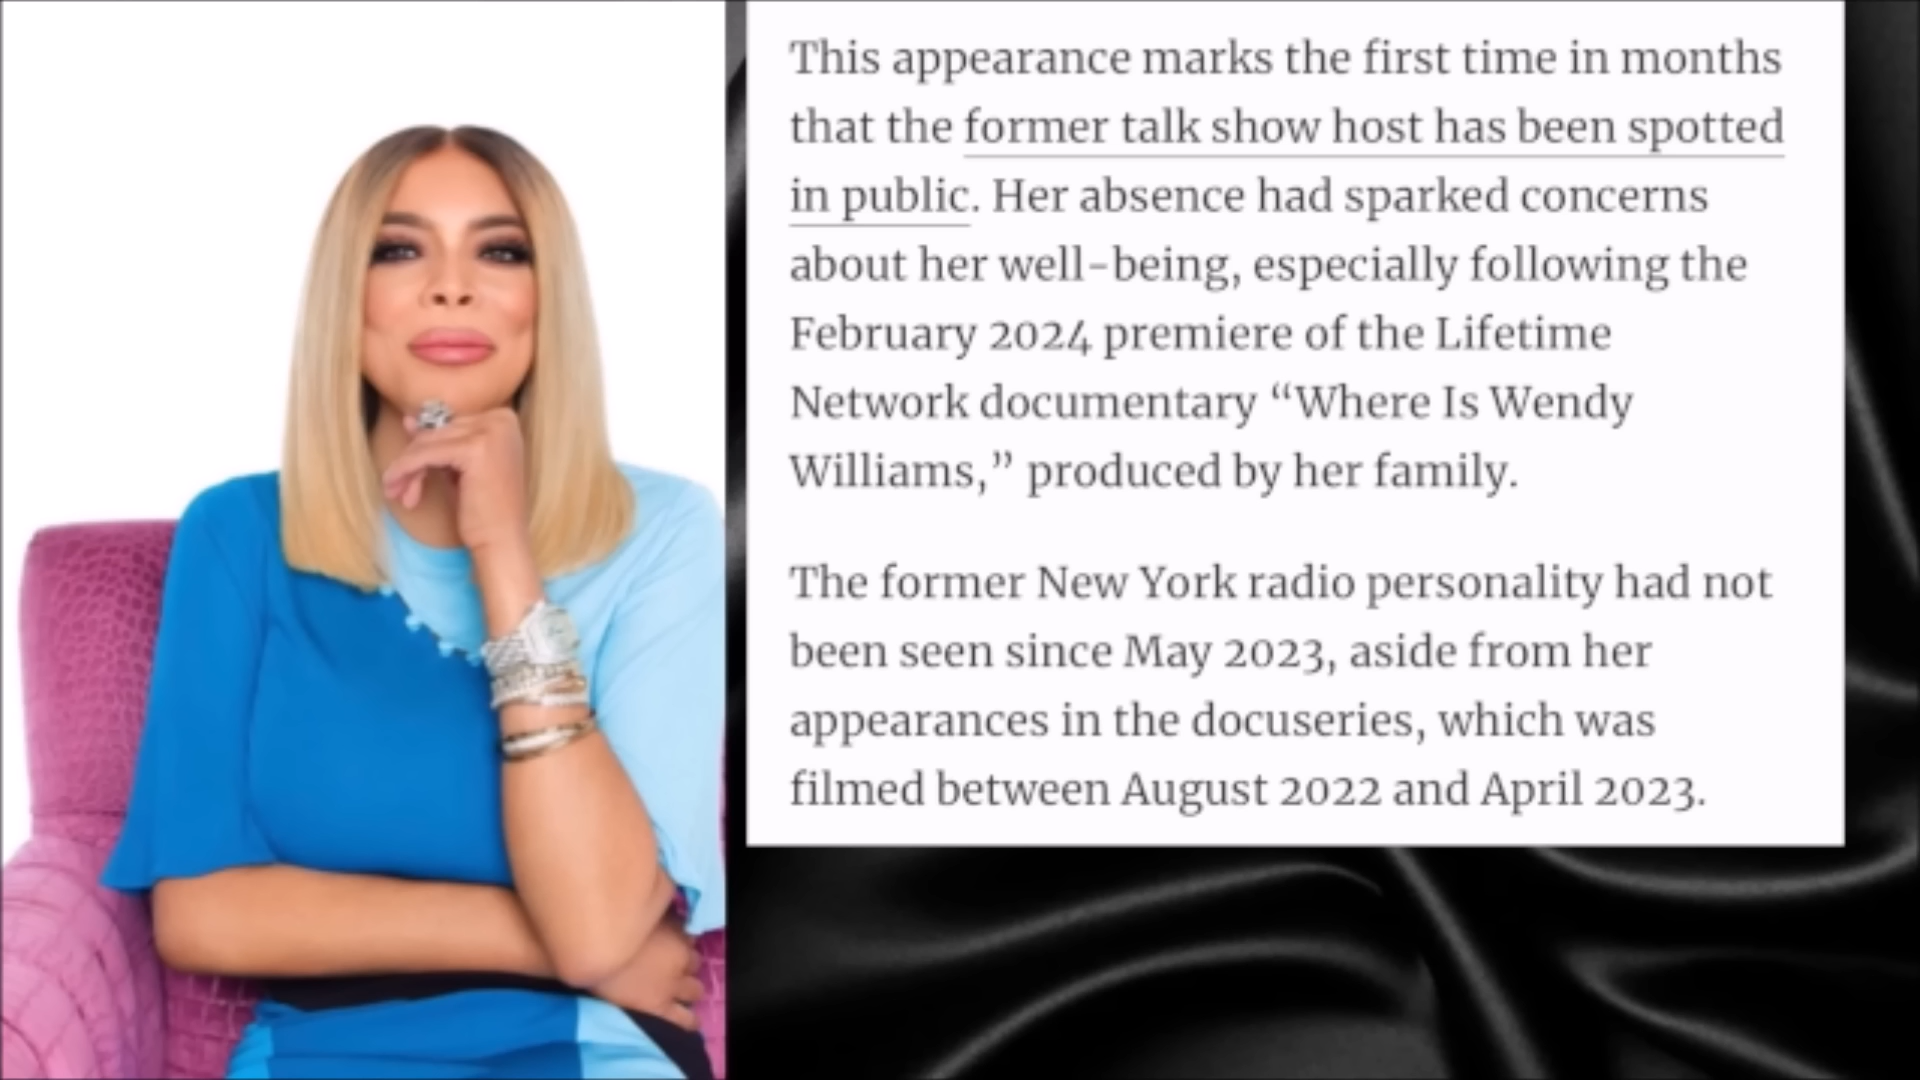 This appearance marks the first time in months
that the former talk show host has been spotted
in public. Her absence had sparked concerns
about her well-being, especially following the
February 2024 premiere of the Lifetime
Network documentary “Where Is Wendy
Williams,” produced by her family.
The former New York radio personality had not
been seen since May 2023, aside from her
appearances in the docuseries, which was
filmed between August 2022 and April 2023.